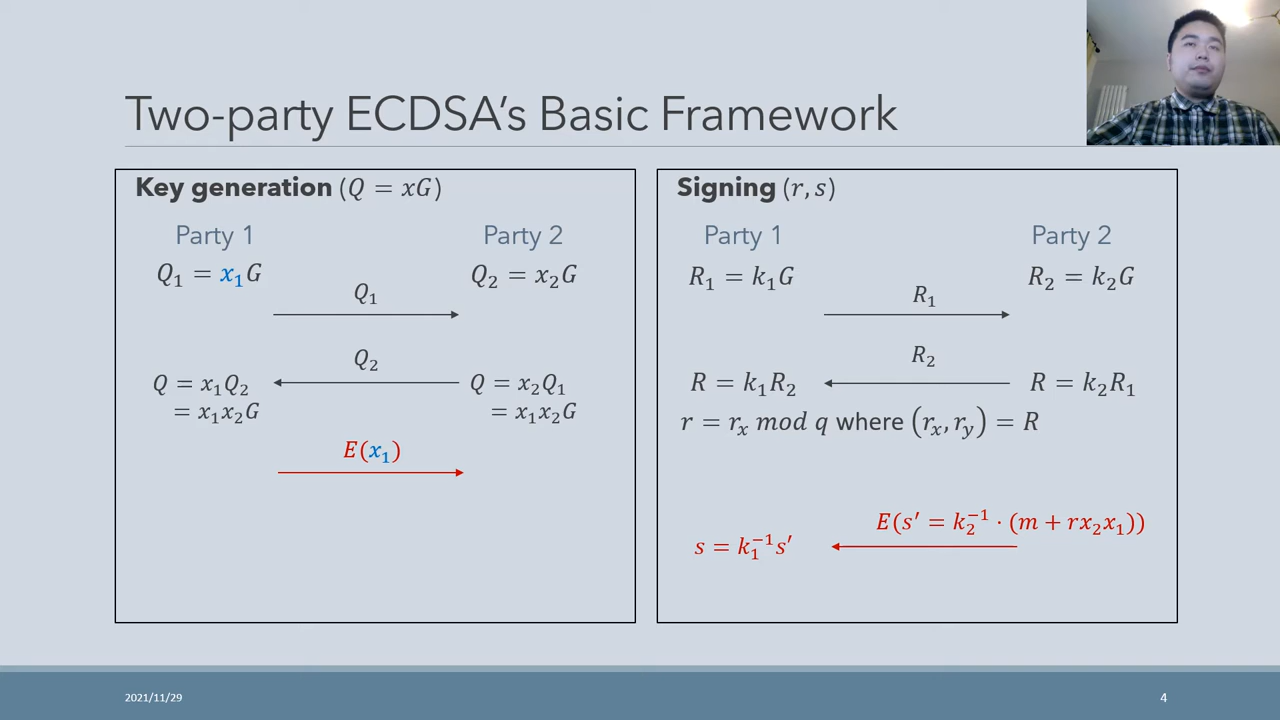 Two-party ECDSA's Basic Framework
Key generation (Q = xG)
Party 1 Party 2
Q₁ = x₁G Q₂ = x₂G
Q₁
Q₂
Q = x₁Q₂ Q = x₂Q₁
= x₁x₂G = x₁x₂G
E(x₁)
Signing (r, s)
Party 1 Party 2
R₁ = k₁G R₂ = k₂G
R₁
R₂
R = k₁R₂ R = k₂R₁
r = rₓ mod q where (rₓ, r_y) = R
E(s′ = k₂⁻¹ · (m + rx₂x₁))
s = k₁⁻¹s′
2021/11/29
4